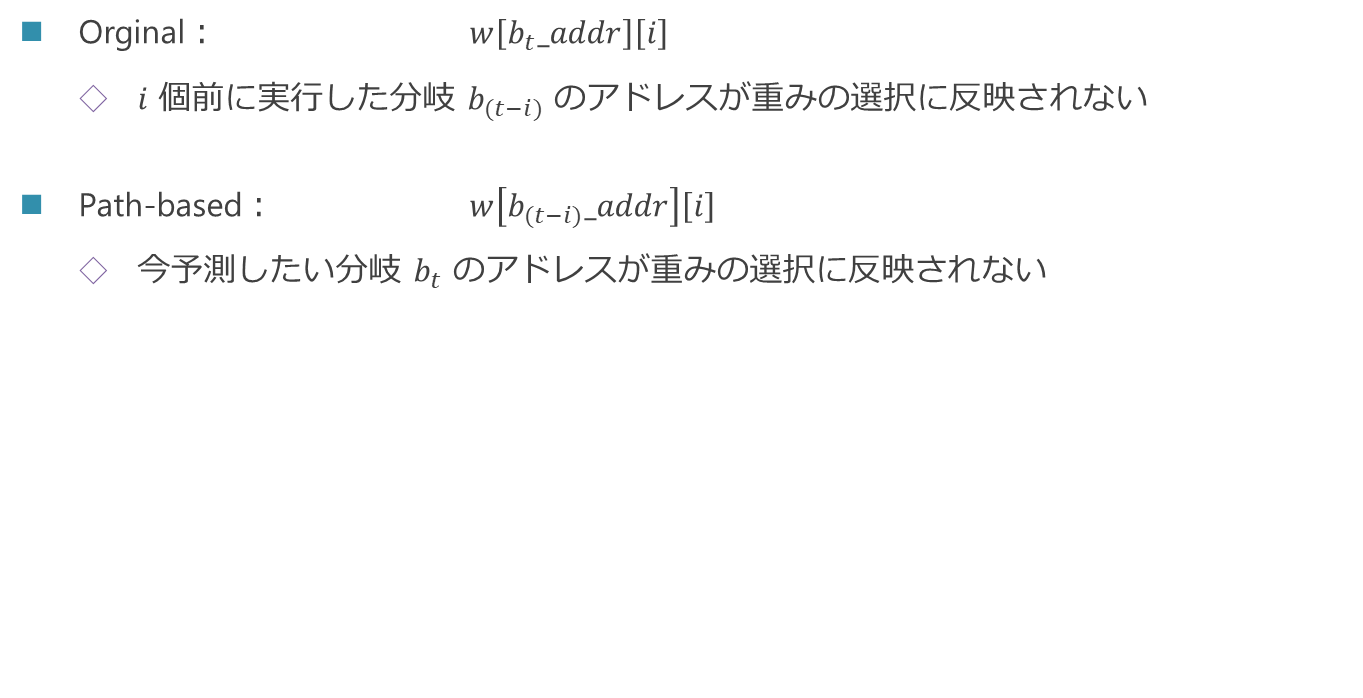 ■ Orginal： w[b_t_addr][i]
◇ i 個前に実行した分岐 b_(t−i) のアドレスが重みの選択に反映されない
■ Path-based： w[b_(t−i)_addr][i]
◇ 今予測したい分岐 b_t のアドレスが重みの選択に反映されない